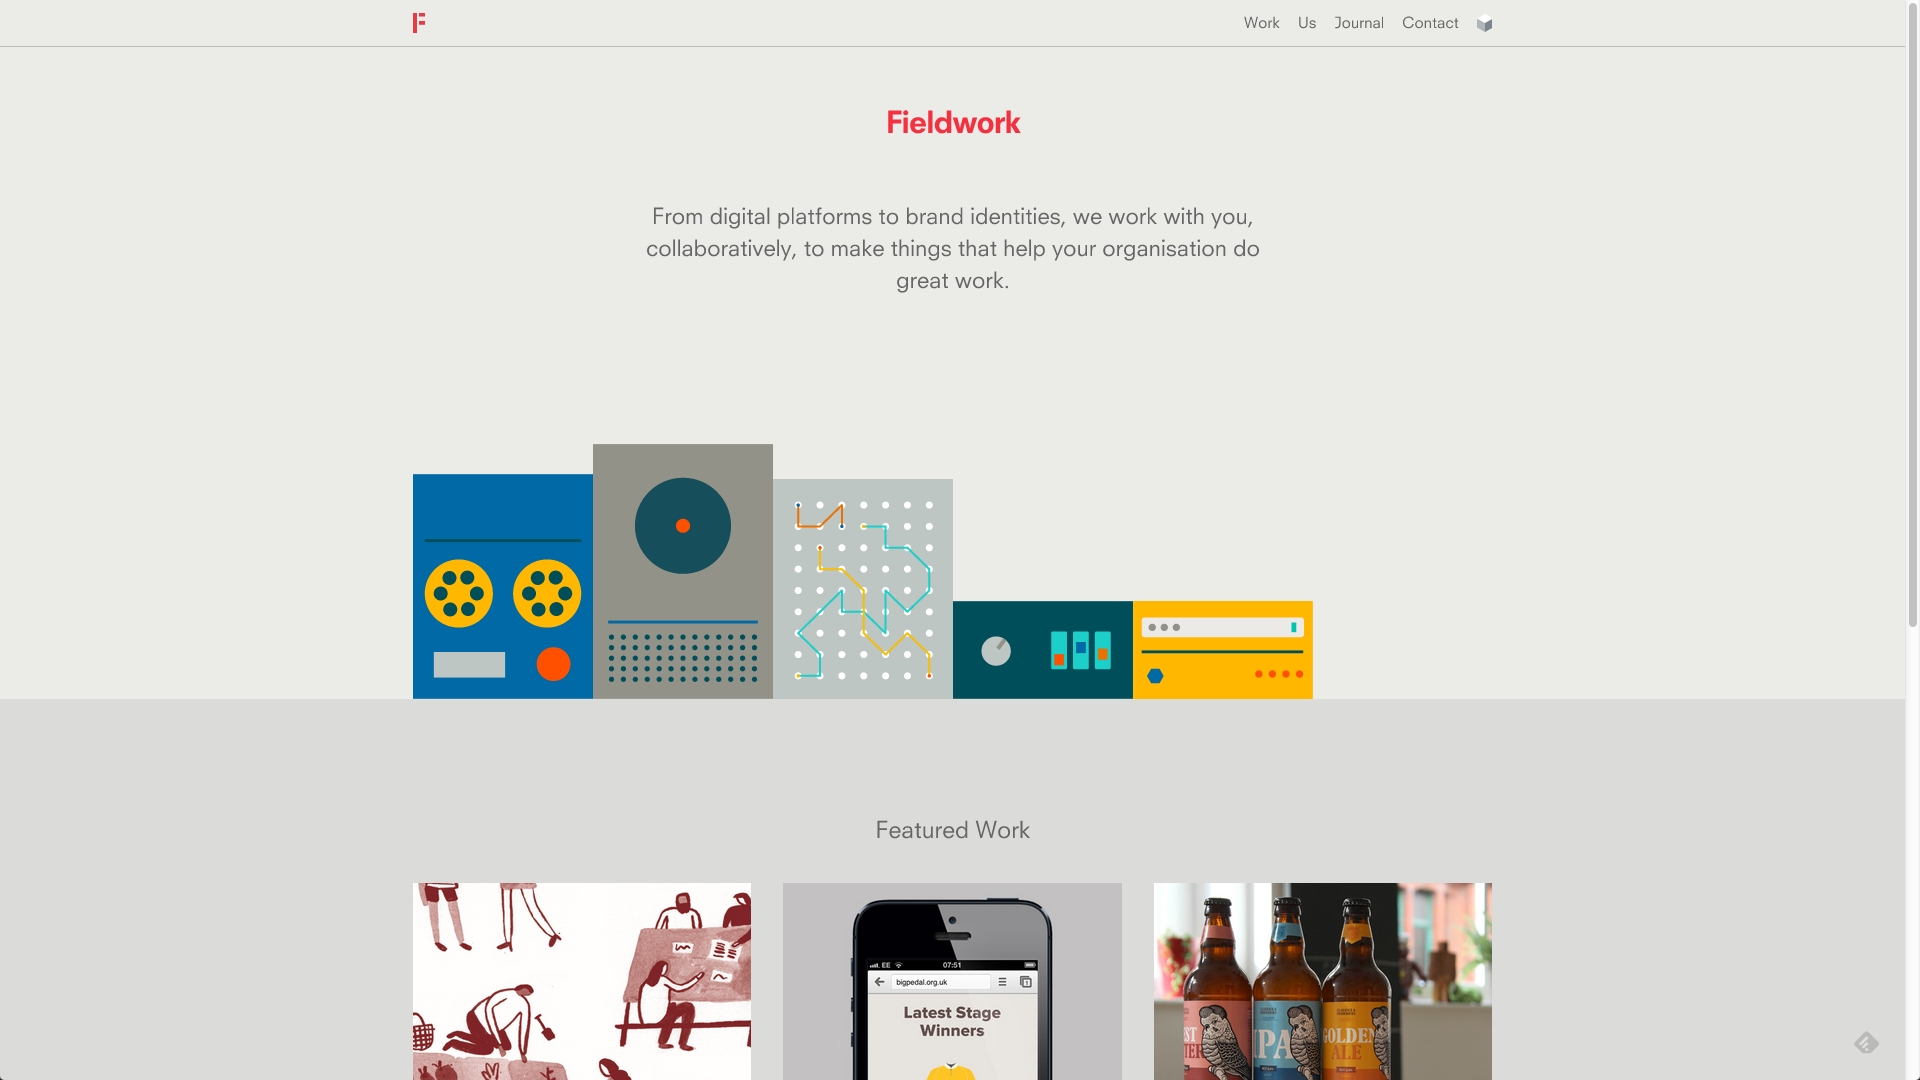 F
Work Us Journal Contact
Fieldwork
From digital platforms to brand identities, we work with you,
collaboratively, to make things that help your organisation do
great work.
Featured Work
EE 07:51
bigpedal.org.uk
Latest Stage
Winners
IPA
GOLDEN
ALE